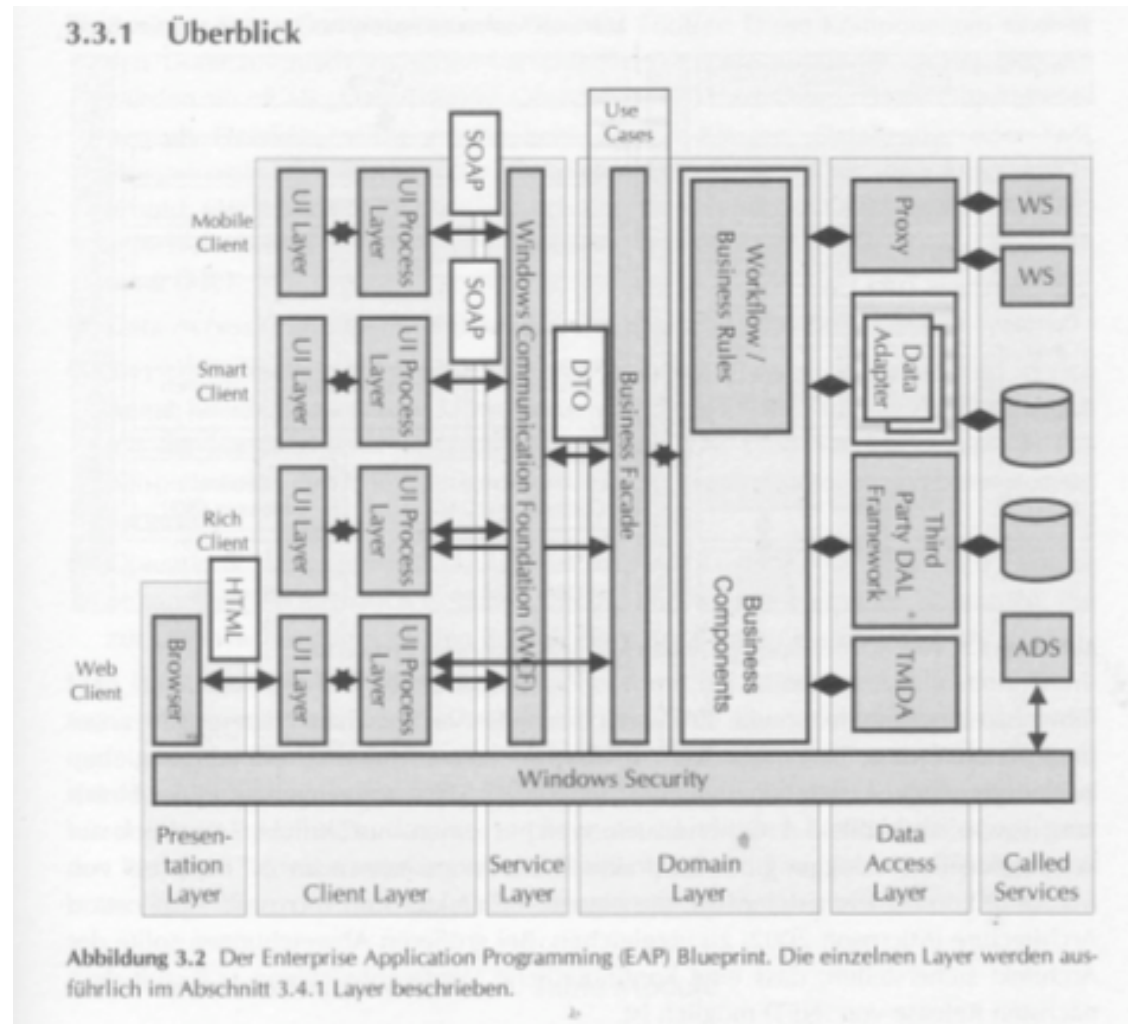 3.3.1 Überblick
Use
Cases
SOAP
SOAP
Mobile
Client
UI Layer
UI Process
Layer
Windows Communication Foundation (WCF)
Workflow /
Business Rules
Proxy
WS
WS
Smart
Client
UI Layer
UI Process
Layer
DTO
Business Facade
Data
Adapter
Rich
Client
UI Layer
UI Process
Layer
Business
Components
Third
Party DAL
Framework
HTML
Web
Client
Browser
UI Layer
UI Process
Layer
TMDA
ADS
Windows Security
Presen-
tation
Layer
Client Layer
Service
Layer
Domain
Layer
Data
Access
Layer
Called
Services
Abbildung 3.2 Der Enterprise Application Programming (EAP) Blueprint. Die einzelnen Layer werden aus-
führlich im Abschnitt 3.4.1 Layer beschrieben.